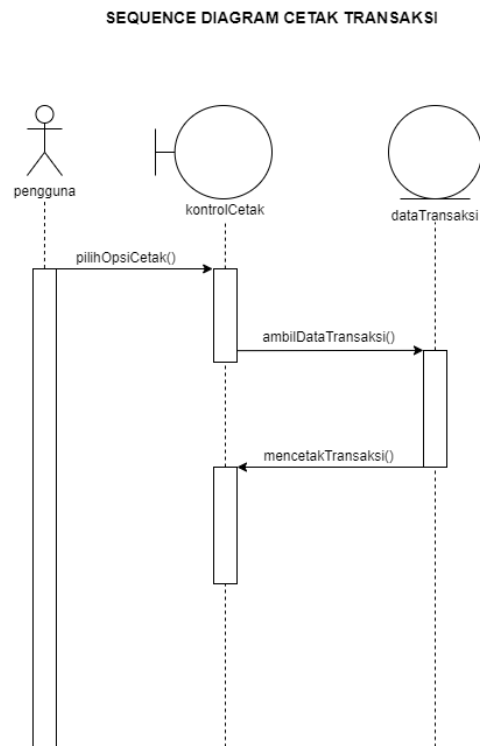 SEQUENCE DIAGRAM CETAK TRANSAKSI
pengguna
kontrolCetak
dataTransaksi
pilihOpsiCetak()
ambilDataTransaksi()
mencetakTransaksi()